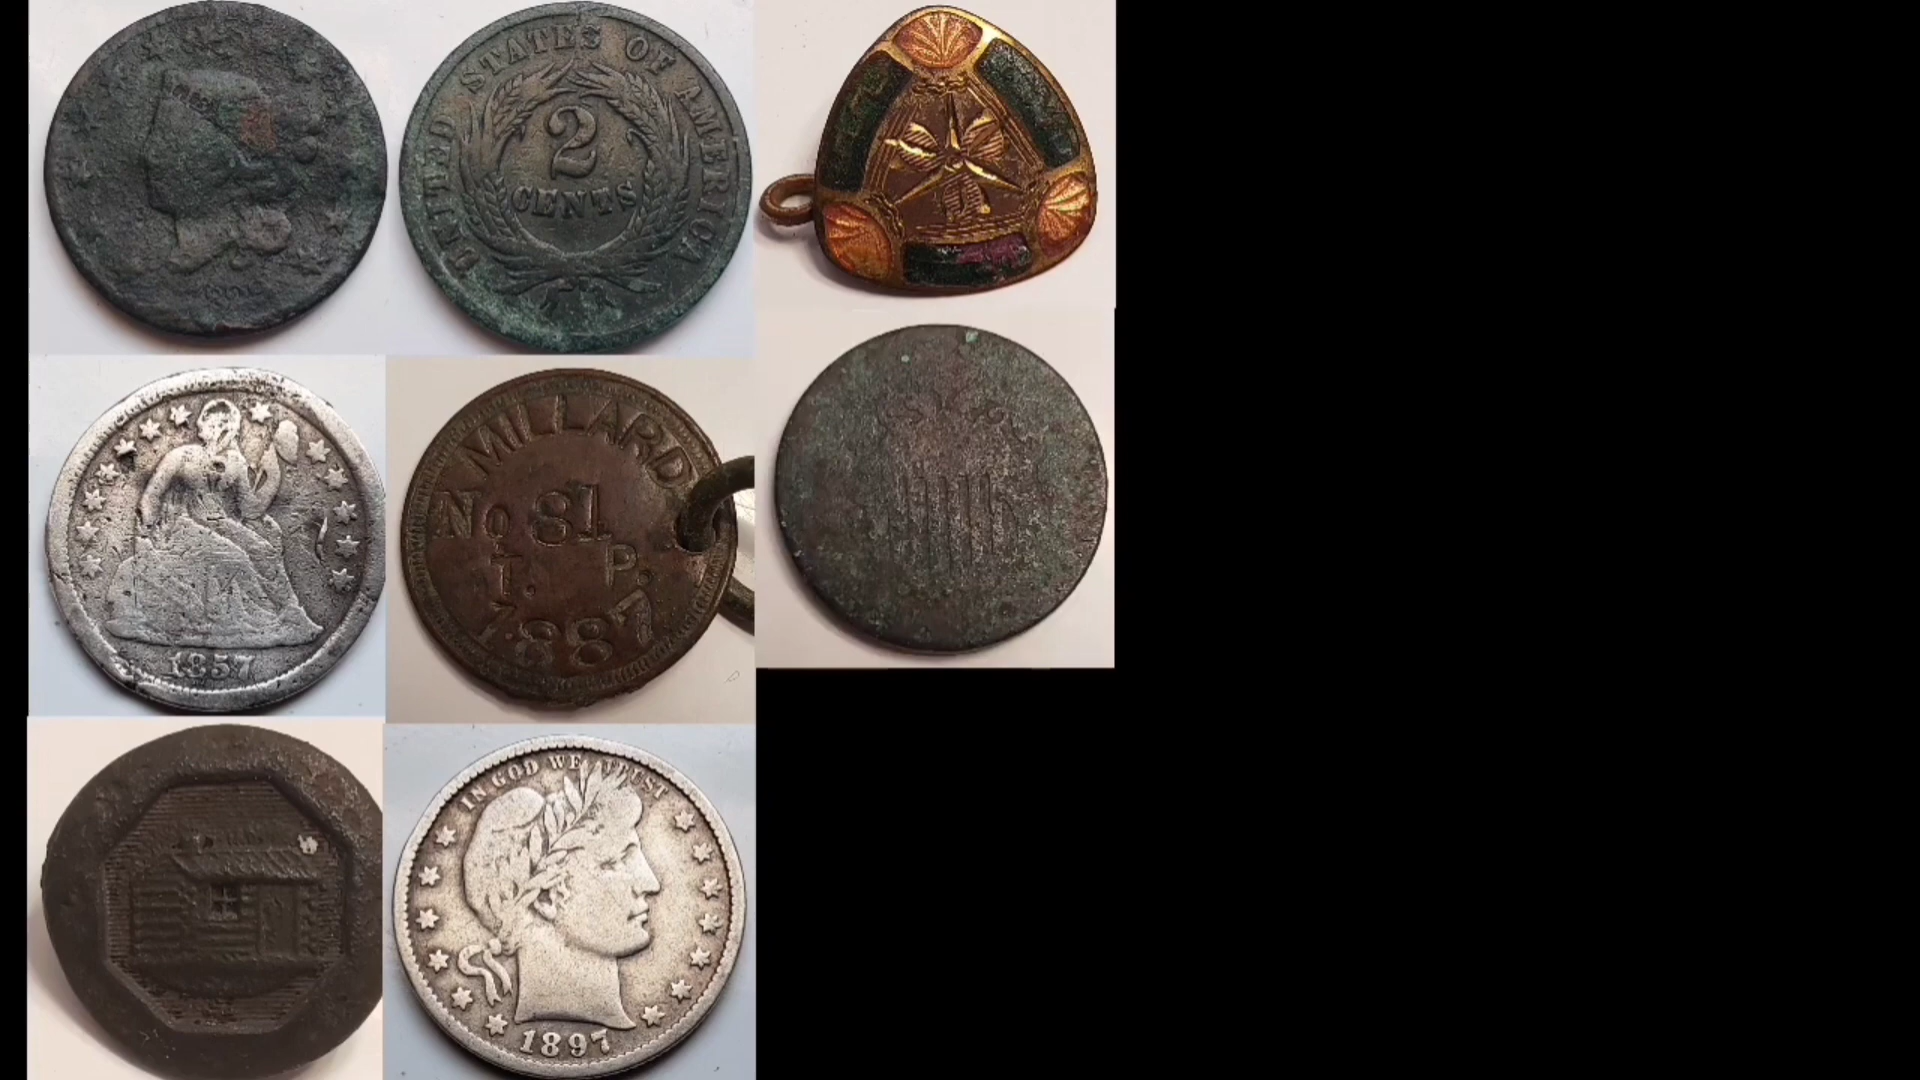 UNITED STATES OF AMERICA
2
CENTS
1857
MILLARD
No 81
T. P.
1887
IN GOD WE TRUST
1897